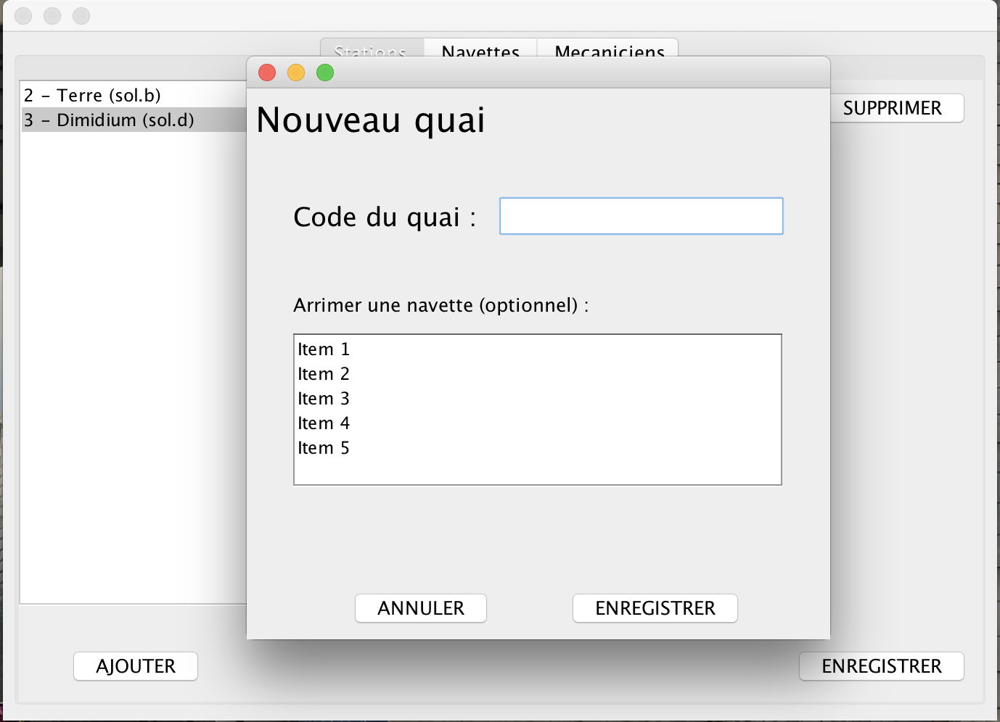 Stations Navettes Mecaniciens
2 – Terre (sol.b)
3 – Dimidium (sol.d)
SUPPRIMER
Nouveau quai
Code du quai :
Arrimer une navette (optionnel) :
Item 1
Item 2
Item 3
Item 4
Item 5
ANNULER ENREGISTRER
AJOUTER ENREGISTRER